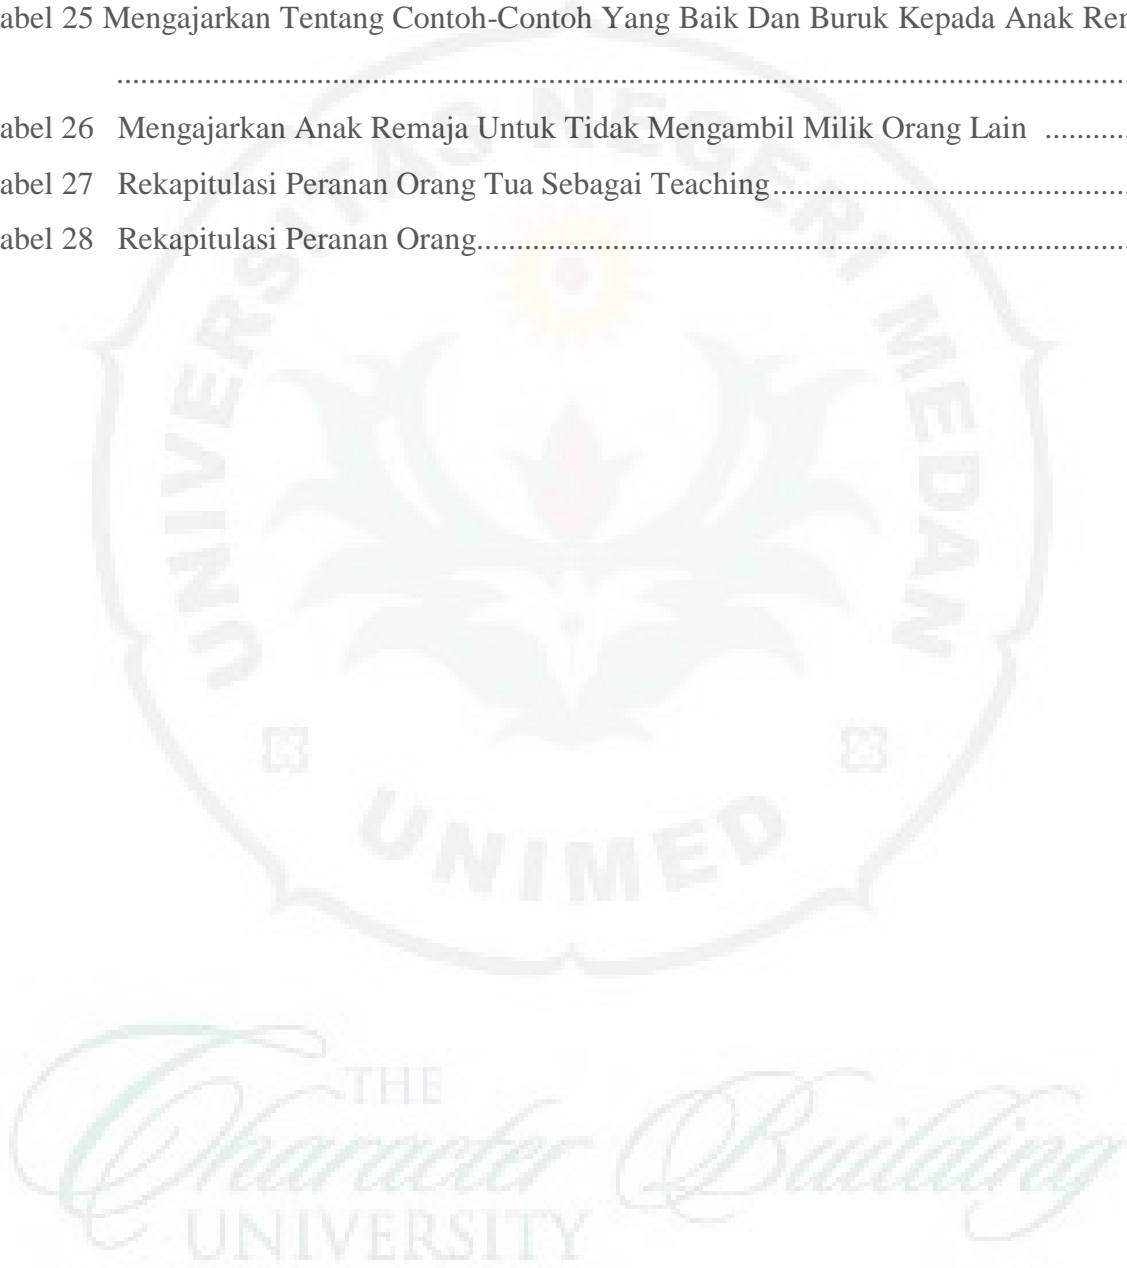 abel 25 Mengajarkan Tentang Contoh-Contoh Yang Baik Dan Buruk Kepada Anak Rem
................................................................................................................................
abel 26 Mengajarkan Anak Remaja Untuk Tidak Mengambil Milik Orang Lain ...........
abel 27 Rekapitulasi Peranan Orang Tua Sebagai Teaching.............................................
abel 28 Rekapitulasi Peranan Orang..................................................................................
UNIVERSITAS NEGERI MEDAN
UNIMED
THE
Character Building
UNIVERSITY